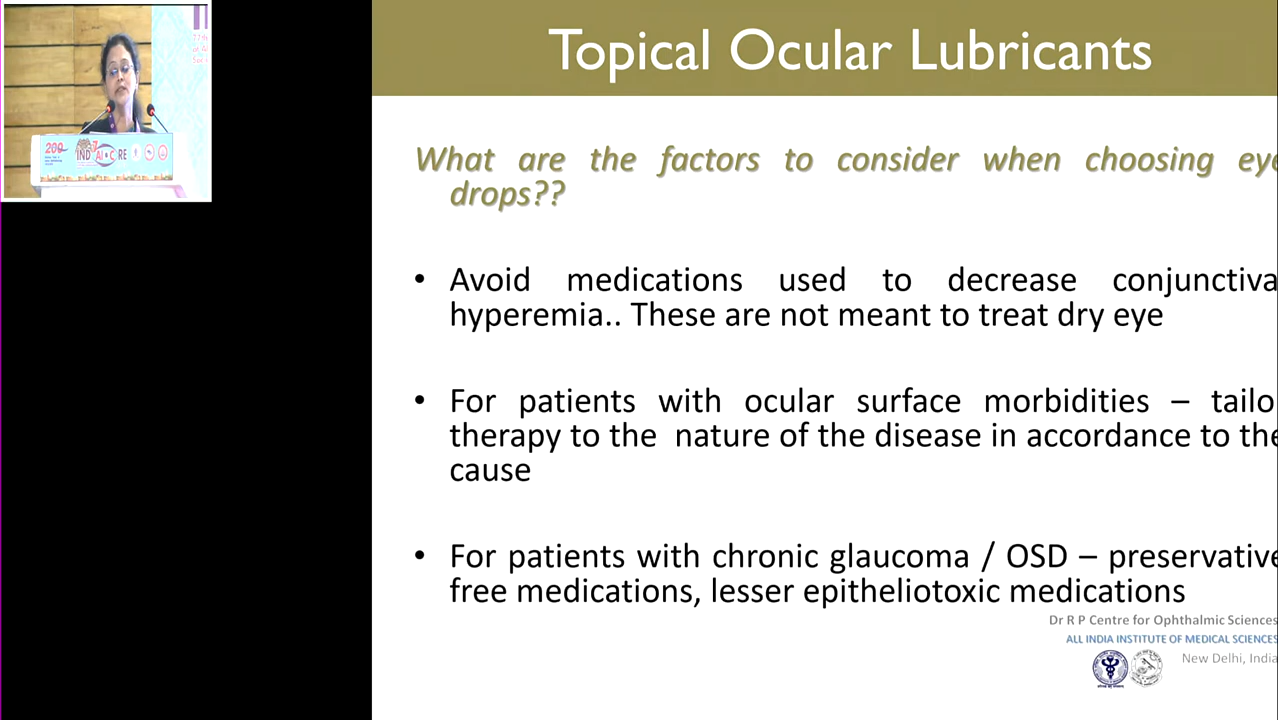 Topical Ocular Lubricants
What are the factors to consider when choosing eye
drops??
• Avoid medications used to decrease conjunctiva
hyperemia.. These are not meant to treat dry eye
• For patients with ocular surface morbidities – tailo
therapy to the nature of the disease in accordance to the
cause
• For patients with chronic glaucoma / OSD – preservative
free medications, lesser epitheliotoxic medications
Dr R P Centre for Ophthalmic Sciences
ALL INDIA INSTITUTE OF MEDICAL SCIENCES
New Delhi, India